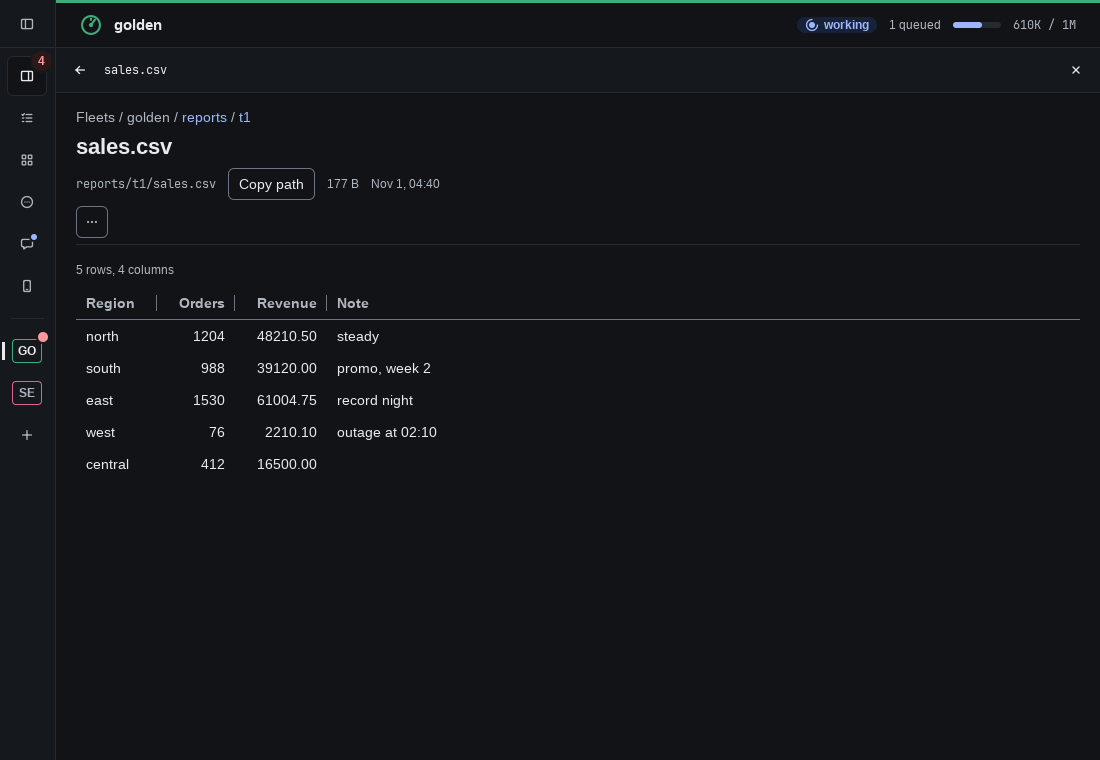 golden
working
1 queued
610K / 1M
4
sales.csv
Fleets / golden / reports / t1
sales.csv
reports/t1/sales.csv
Copy path
177 B
Nov 1, 04:40
5 rows, 4 columns
Region Orders Revenue Note
north 1204 48210.50 steady
south 988 39120.00 promo, week 2
east 1530 61004.75 record night
west 76 2210.10 outage at 02:10
central 412 16500.00
GO
SE